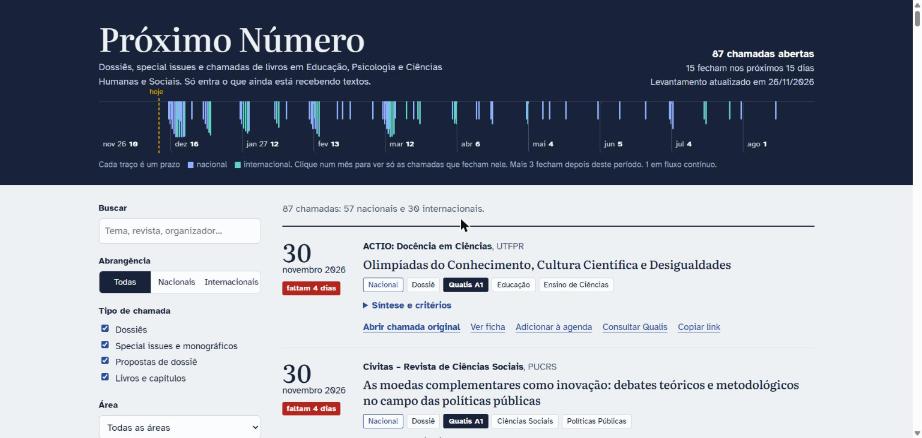 Próximo Número
Dossiês, special issues e chamadas de livros em Educação, Psicologia e Ciências
Humanas e Sociais. Só entra o que ainda está recebendo textos.
87 chamadas abertas
15 fecham nos próximos 15 dias
Levantamento atualizado em 26/11/2026
hoje
nov 26 10 dez 16 jan 27 12 fev 13 mar 12 abr 6 mai 4 jun 5 jul 4 ago 1
Cada traço é um prazo nacional internacional. Clique num mês para ver só as chamadas que fecham nele. Mais 3 fecham depois deste período. 1 em fluxo contínuo.
Buscar
Tema, revista, organizador...
Abrangência
Todas Nacionais Internacionais
Tipo de chamada
Dossiês
Special issues e monográficos
Propostas de dossiê
Livros e capítulos
Área
Todas as áreas
87 chamadas: 57 nacionais e 30 internacionais.
30
novembro 2026
faltam 4 dias
ACTIO: Docência em Ciências, UTFPR
Olimpíadas do Conhecimento, Cultura Científica e Desigualdades
Nacional Dossiê Qualis A1 Educação Ensino de Ciências
Síntese e critérios
Abrir chamada original Ver ficha Adicionar à agenda Consultar Qualis Copiar link
30
novembro 2026
faltam 4 dias
Civitas – Revista de Ciências Sociais, PUCRS
As moedas complementares como inovação: debates teóricos e metodológicos
no campo das políticas públicas
Nacional Dossiê Qualis A1 Ciências Sociais Políticas Públicas